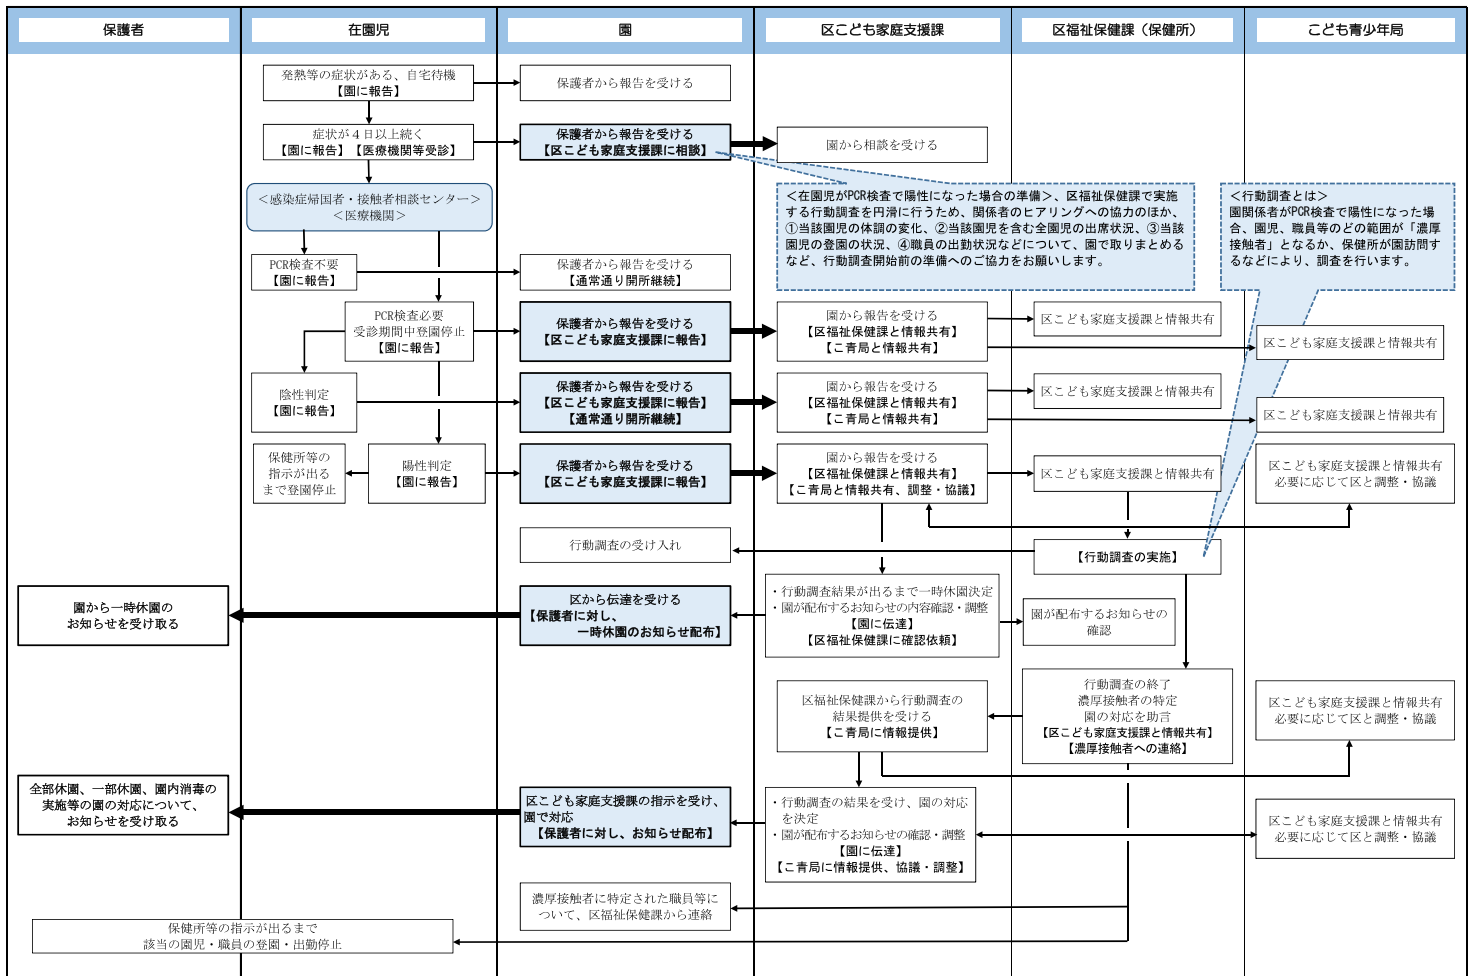 保護者
在園児
園
区こども家庭支援課
区福祉保健課（保健所）
こども青少年局
発熱等の症状がある、自宅待機
【園に報告】
保護者から報告を受ける
症状が４日以上続く
【園に報告】【医療機関等受診】
保護者から報告を受ける
【区こども家庭支援課に相談】
園から相談を受ける
＜感染症帰国者・接触者相談センター＞
＜医療機関＞
＜在園児がPCR検査で陽性になった場合の準備＞、区福祉保健課で実施
する行動調査を円滑に行うため、関係者のヒアリングへの協力のほか、
①当該園児の体調の変化、②当該園児を含む全園児の出席状況、③当該
園児の登園の状況、④職員の出勤状況などについて、園で取りまとめる
など、行動調査開始前の準備へのご協力をお願いします。
＜行動調査とは＞
園関係者がPCR検査で陽性になった場
合、園児、職員等のどの範囲が「濃厚
接触者」となるか、保健所が園訪問す
るなどにより、調査を行います。
PCR検査不要
【園に報告】
保護者から報告を受ける
【通常通り開所継続】
PCR検査必要
受診期間中登園停止
【園に報告】
保護者から報告を受ける
【区こども家庭支援課に報告】
園から報告を受ける
【区福祉保健課と情報共有】
【こ青局と情報共有】
区こども家庭支援課と情報共有
区こども家庭支援課と情報共有
陰性判定
【園に報告】
保護者から報告を受ける
【区こども家庭支援課に報告】
【通常通り開所継続】
園から報告を受ける
【区福祉保健課と情報共有】
【こ青局と情報共有】
区こども家庭支援課と情報共有
区こども家庭支援課と情報共有
保健所等の
指示が出る
まで登園停止
陽性判定
【園に報告】
保護者から報告を受ける
【区こども家庭支援課に報告】
園から報告を受ける
【区福祉保健課と情報共有】
【こ青局と情報共有、調整・協議】
区こども家庭支援課と情報共有
区こども家庭支援課と情報共有
必要に応じて区と調整・協議
行動調査の受け入れ
【行動調査の実施】
園から一時休園の
お知らせを受け取る
区から伝達を受ける
【保護者に対し、
一時休園のお知らせ配布】
・行動調査結果が出るまで一時休園決定
・園が配布するお知らせの内容確認・調整
【園に伝達】
【区福祉保健課に確認依頼】
園が配布するお知らせの
確認
区福祉保健課から行動調査の
結果提供を受ける
【こ青局に情報提供】
行動調査の終了
濃厚接触者の特定
園の対応を助言
【区こども家庭支援課と情報共有】
【濃厚接触者への連絡】
区こども家庭支援課と情報共有
必要に応じて区と調整・協議
全部休園、一部休園、園内消毒の
実施等の園の対応について、
お知らせを受け取る
区こども家庭支援課の指示を受け、
園で対応
【保護者に対し、お知らせ配布】
・行動調査の結果を受け、園の対応
を決定
・園が配布するお知らせの確認・調整
【園に伝達】
【こ青局に情報提供、協議・調整】
区こども家庭支援課と情報共有
必要に応じて区と調整・協議
濃厚接触者に特定された職員等に
ついて、区福祉保健課から連絡
保健所等の指示が出るまで
該当の園児・職員の登園・出勤停止